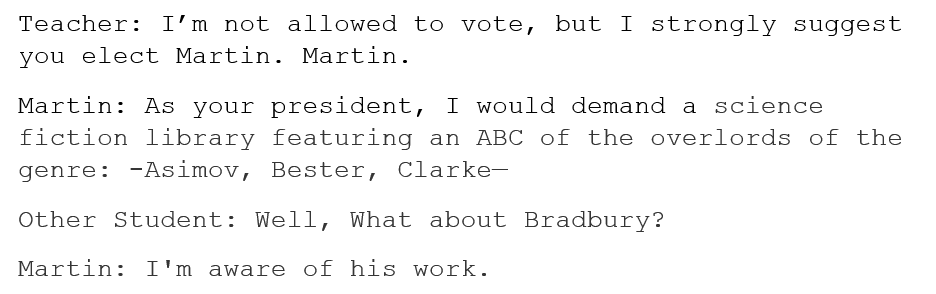 Teacher: I’m not allowed to vote, but I strongly suggest
you elect Martin. Martin.
Martin: As your president, I would demand a science
fiction library featuring an ABC of the overlords of the
genre: -Asimov, Bester, Clarke—
Other Student: Well, What about Bradbury?
Martin: I'm aware of his work.